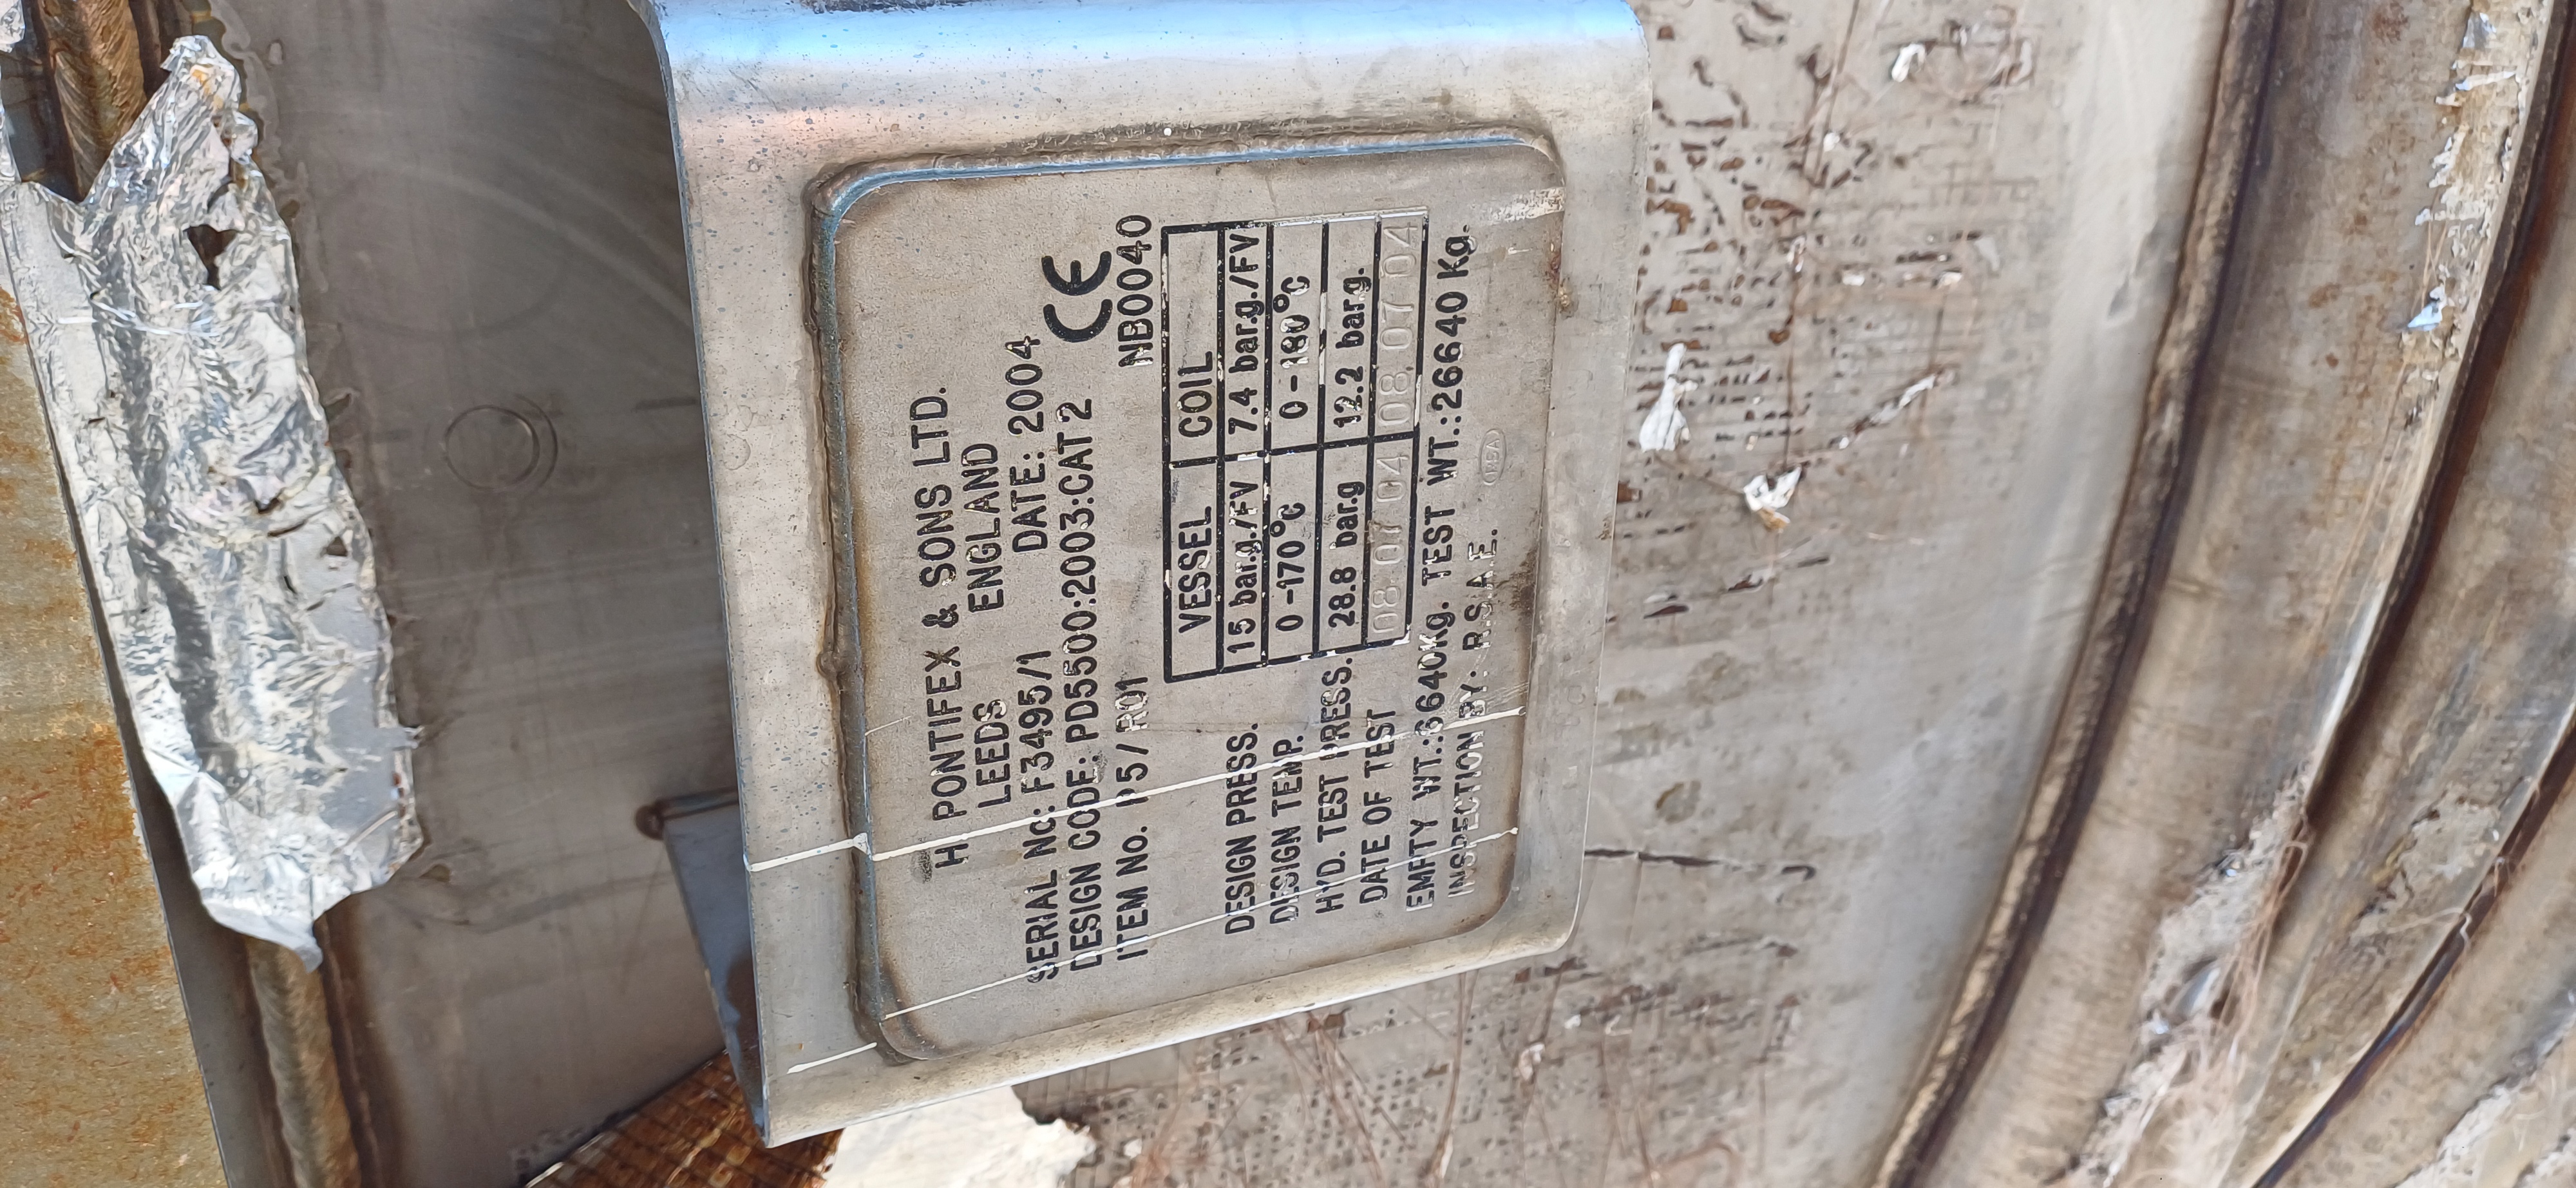 H. PONTIFEX & SONS LTD.
LEEDS ENGLAND
SERIAL No: F3495/1 DATE: 2004
DESIGN CODE: PD5500:2003:CAT 2 CE
ITEM No. P5/R01 NB0040
VESSEL COIL
DESIGN PRESS. 15 bar.g./FV 7.4 bar.g./FV
DESIGN TEMP. 0-170°C 0-180°C
HYD. TEST PRESS. 28.8 bar.g 12.2 bar.g.
DATE OF TEST 08 07 04 08 07 04
EMPTY WT.:6640Kg. TEST WT.:26640 Kg.
INSPECTION BY: R.S.A.E.